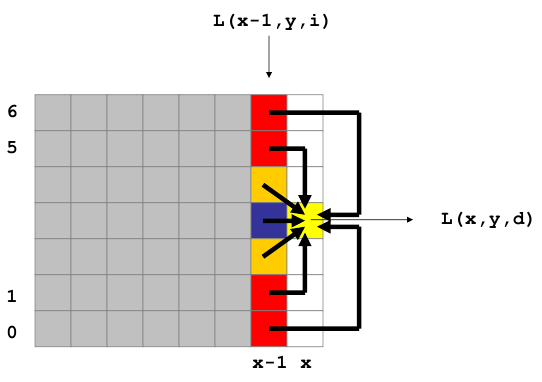 L(x-1,y,i)
6
5
L(x,y,d)
1
0
x-1 x